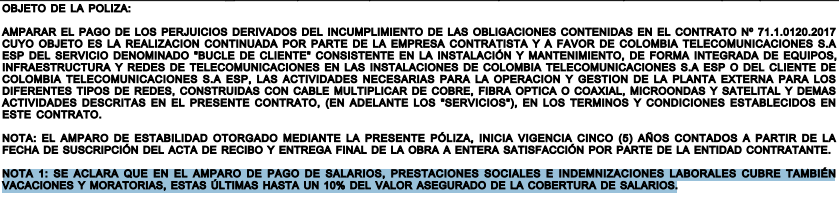 OBJETO DE LA POLIZA:
AMPARAR EL PAGO DE LOS PERJUICIOS DERIVADOS DEL INCUMPLIMIENTO DE LAS OBLIGACIONES CONTENIDAS EN EL CONTRATO Nº 71.1.0120.2017
CUYO OBJETO ES LA REALIZACION CONTINUADA POR PARTE DE LA EMPRESA CONTRATISTA Y A FAVOR DE COLOMBIA TELECOMUNICACIONES S.A
ESP DEL SERVICIO DENOMINADO "BUCLE DE CLIENTE" CONSISTENTE EN LA INSTALACIÓN Y MANTENIMIENTO, DE FORMA INTEGRADA DE EQUIPOS,
INFRAESTRUCTURA Y REDES DE TELECOMUNICACIONES EN LAS INSTALACIONES DE COLOMBIA TELECOMUNICACIONES S.A ESP O DEL CLIENTE DE
COLOMBIA TELECOMUNICACIONES S.A ESP, LAS ACTIVIDADES NECESARIAS PARA LA OPERACION Y GESTION DE LA PLANTA EXTERNA PARA LOS
DIFERENTES TIPOS DE REDES, CONSTRUIDAS CON CABLE MULTIPLICAR DE COBRE, FIBRA OPTICA O COAXIAL, MICROONDAS Y SATELITAL Y DEMAS
ACTIVIDADES DESCRITAS EN EL PRESENTE CONTRATO, (EN ADELANTE LOS "SERVICIOS"), EN LOS TERMINOS Y CONDICIONES ESTABLECIDOS EN
ESTE CONTRATO.
NOTA: EL AMPARO DE ESTABILIDAD OTORGADO MEDIANTE LA PRESENTE PÓLIZA, INICIA VIGENCIA CINCO (5) AÑOS CONTADOS A PARTIR DE LA
FECHA DE SUSCRIPCIÓN DEL ACTA DE RECIBO Y ENTREGA FINAL DE LA OBRA A ENTERA SATISFACCIÓN POR PARTE DE LA ENTIDAD CONTRATANTE.
NOTA 1: SE ACLARA QUE EN EL AMPARO DE PAGO DE SALARIOS, PRESTACIONES SOCIALES E INDEMNIZACIONES LABORALES CUBRE TAMBIÉN
VACACIONES Y MORATORIAS, ESTAS ÚLTIMAS HASTA UN 10% DEL VALOR ASEGURADO DE LA COBERTURA DE SALARIOS.